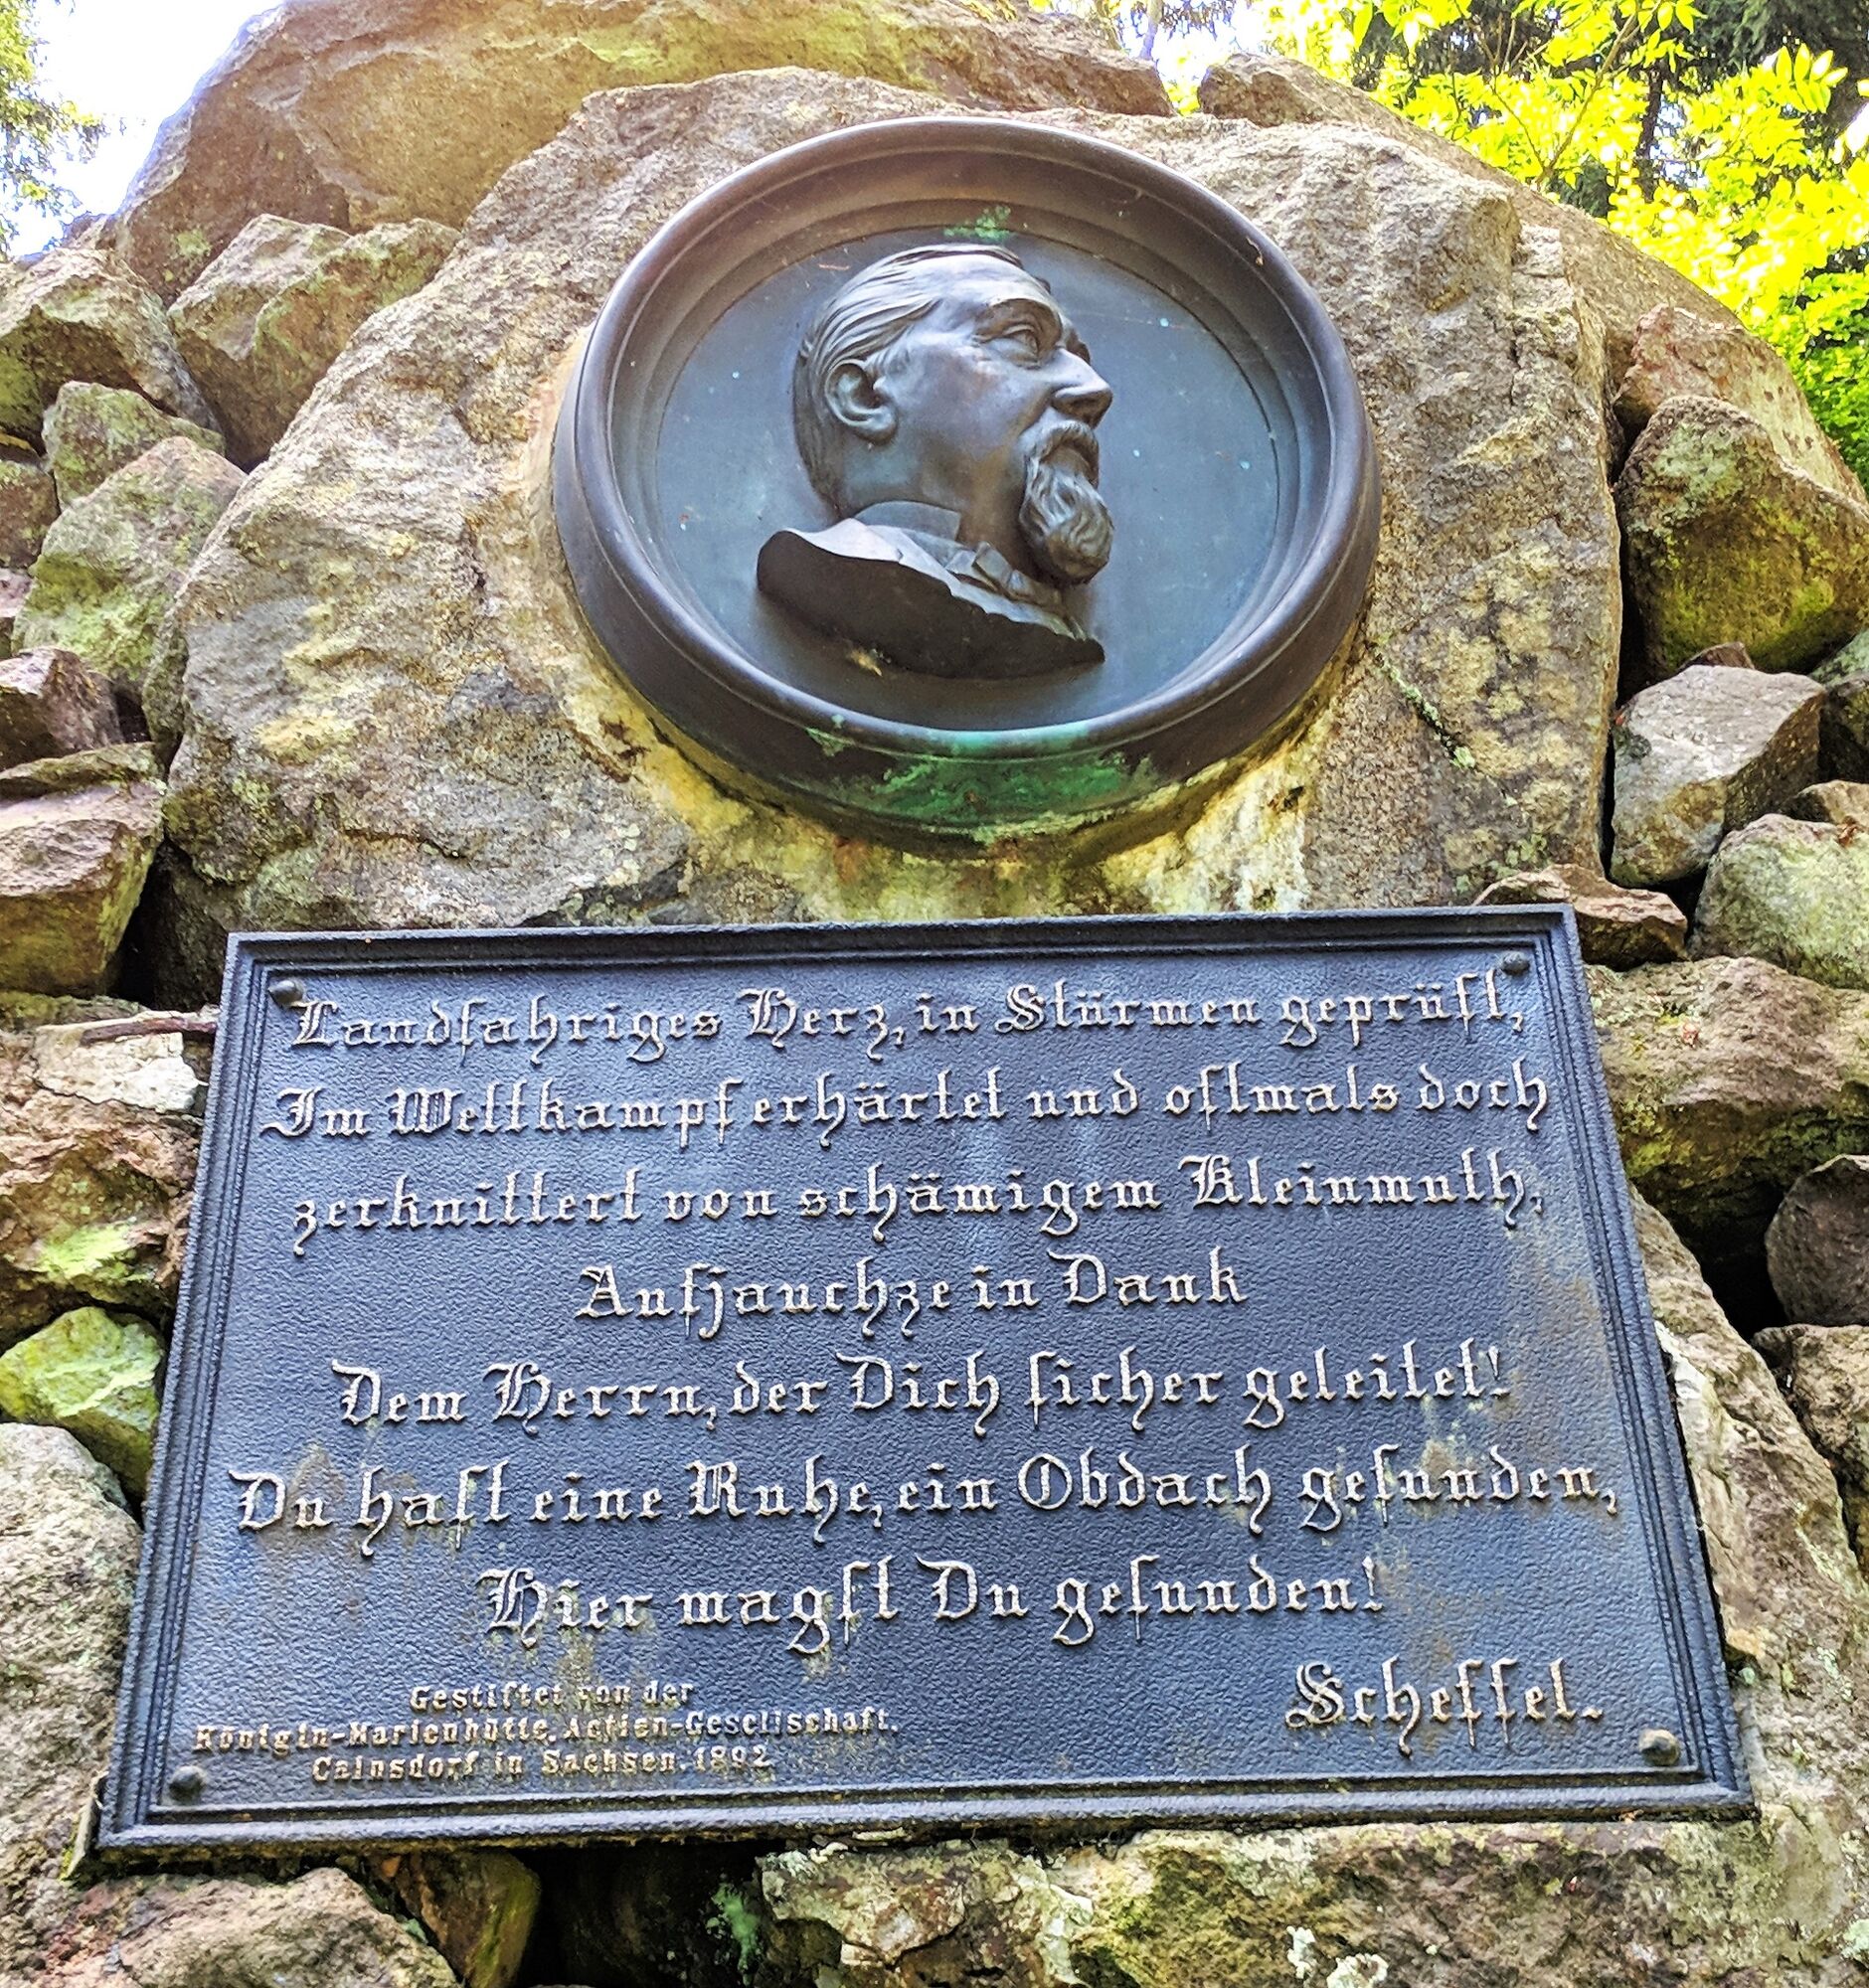 Landfahriges Herz, in Stürmen geprüft,
Im Weltkampf erhärtet und oftmals doch
zerknittert von schämigem Kleinmuth,
Aufjauchze in Dank
Dem Herrn, der Dich sicher geleitet!
Du hast eine Ruhe, ein Obdach gefunden,
Hier magst Du gesunden!
Scheffel.
Gestiftet von der
Königin-Marienhütte, Actien-Gesellschaft.
Cainsdorf in Sachsen. 1892